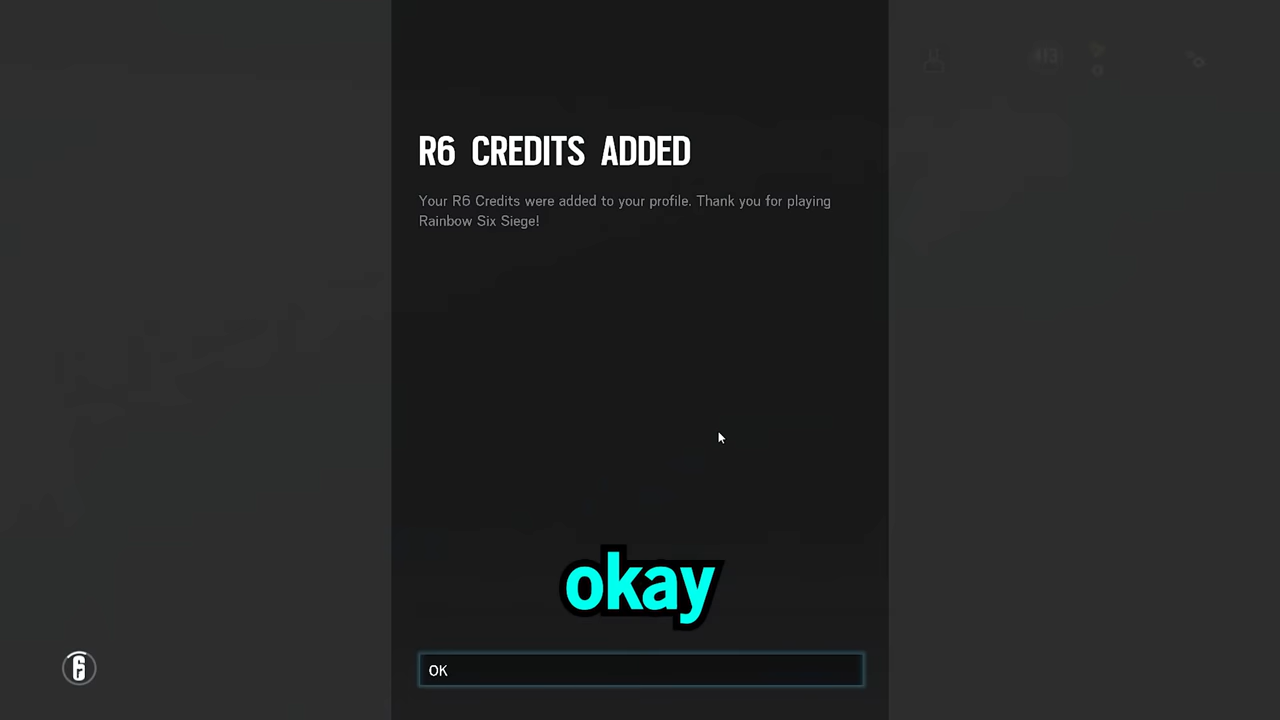 R6 CREDITS ADDED
Your R6 Credits were added to your profile. Thank you for playing
Rainbow Six Siege!
okay
OK